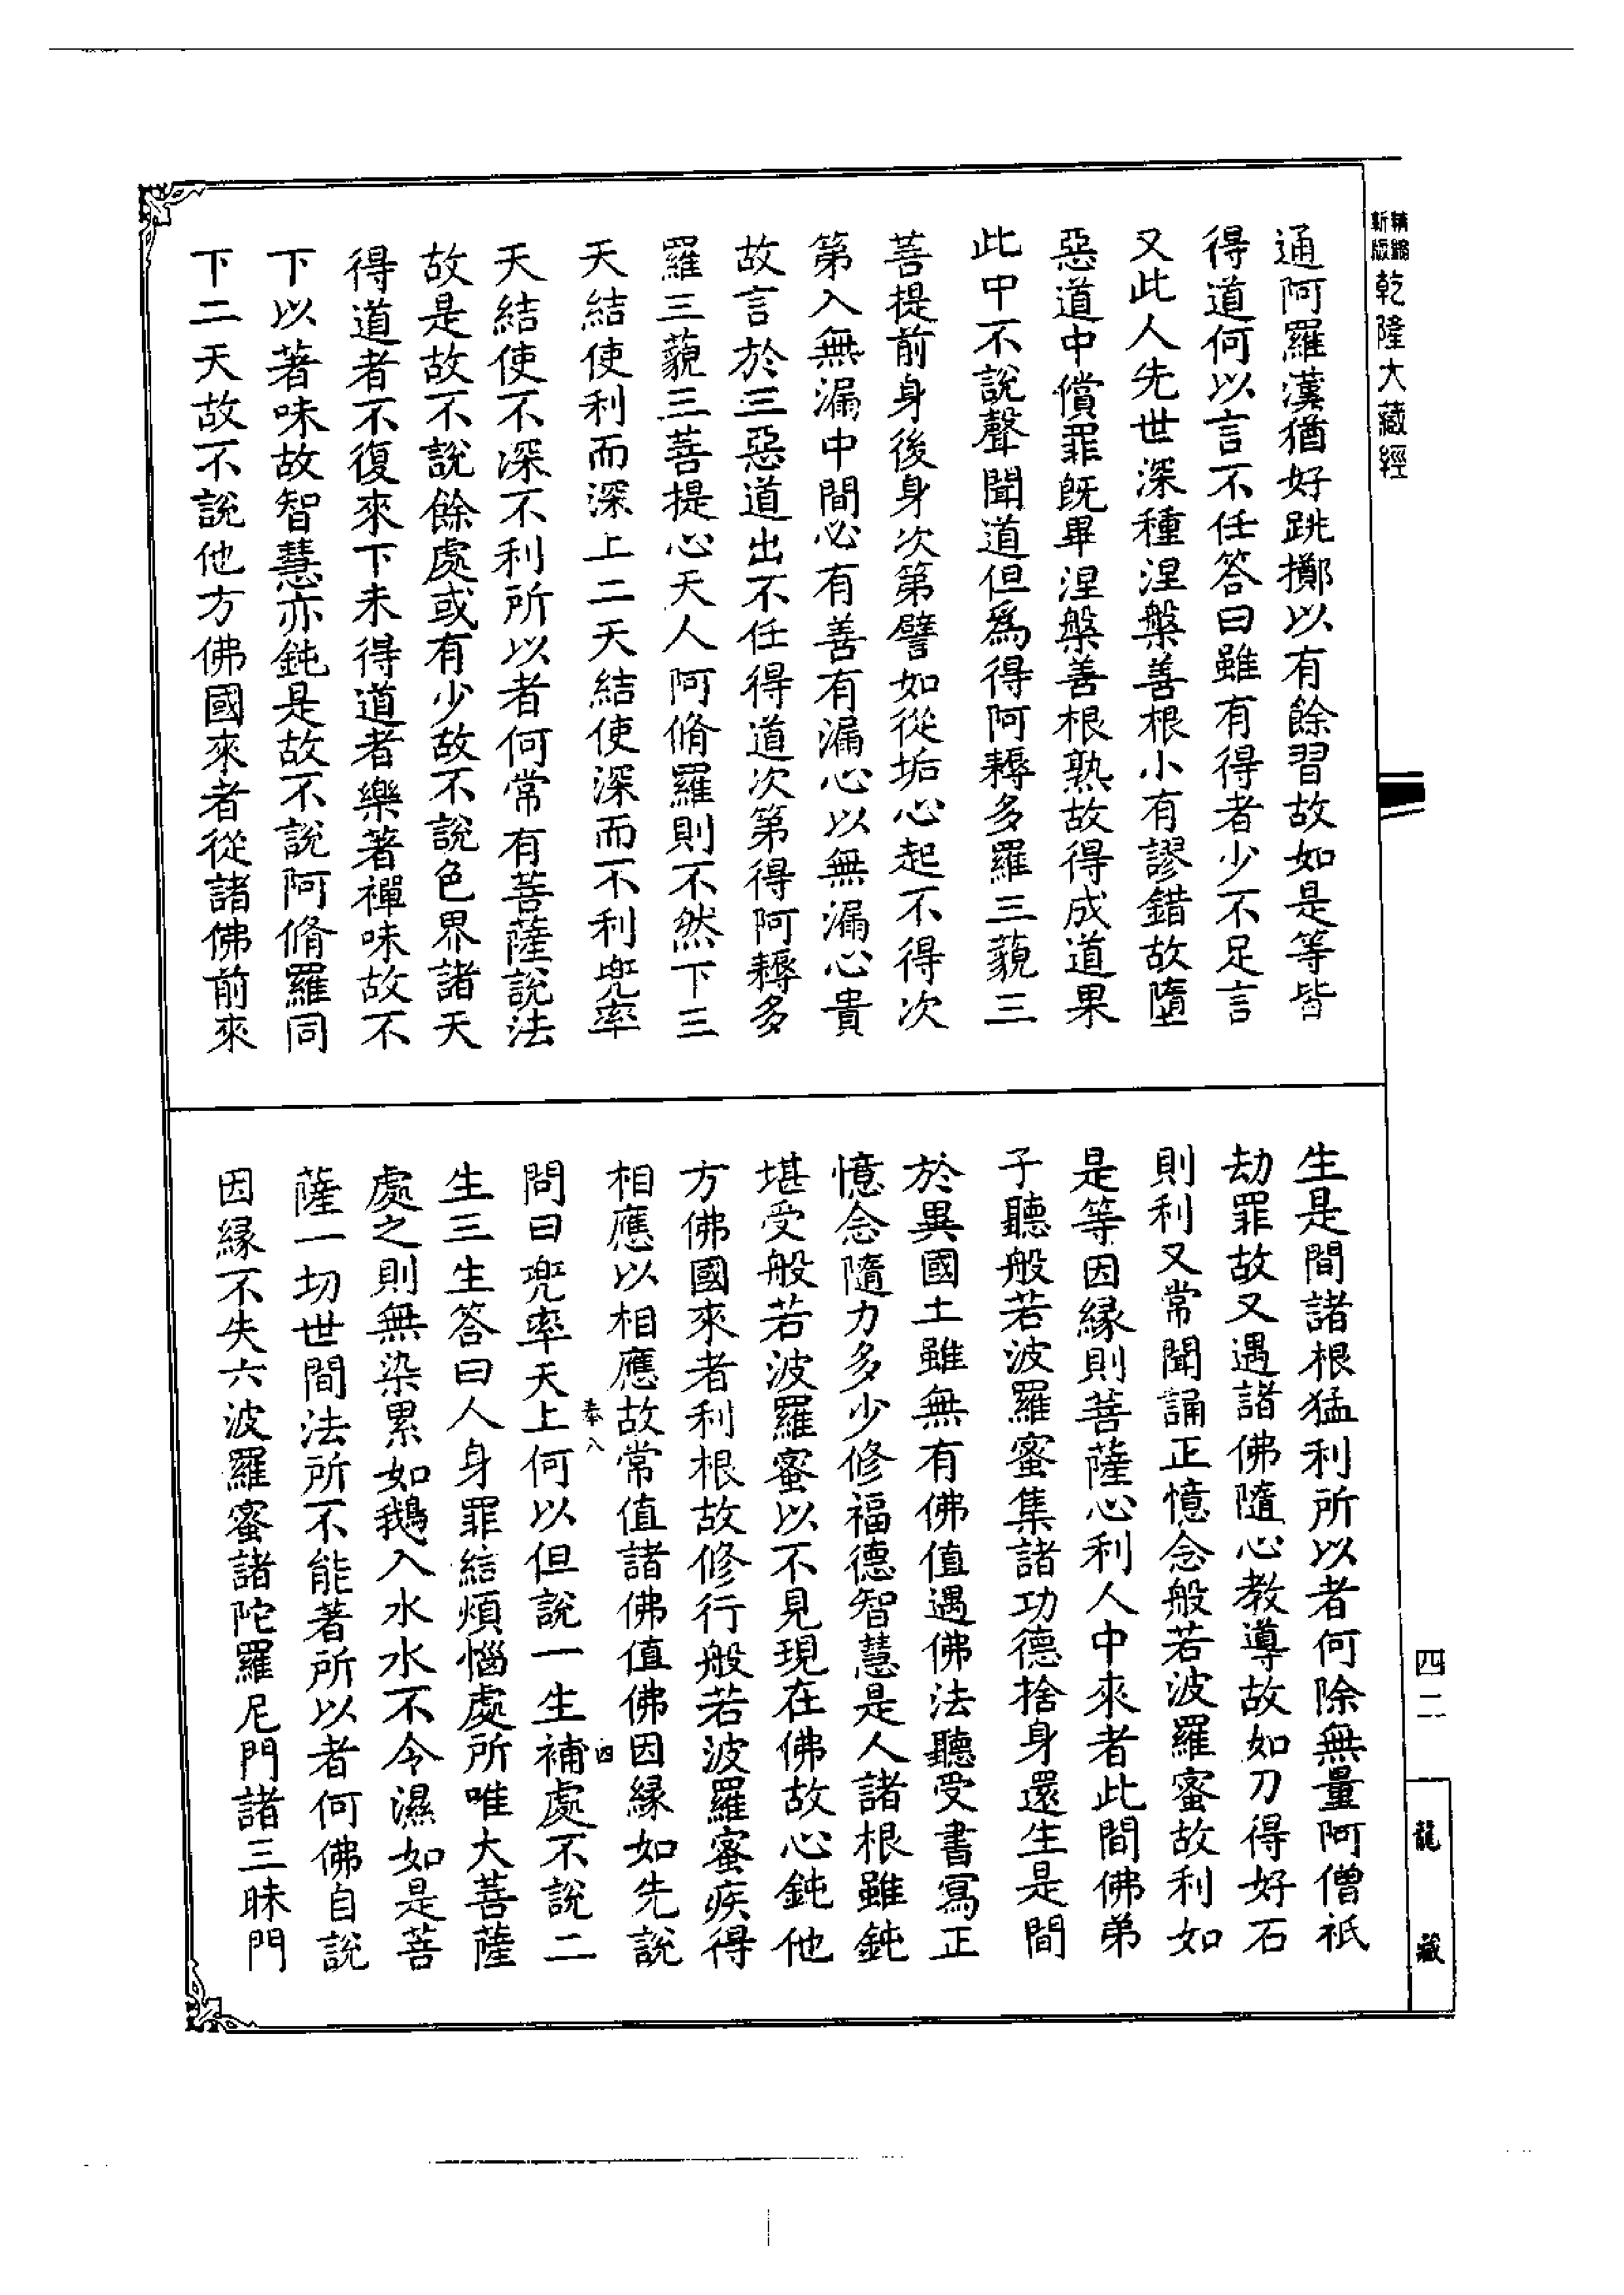 精縮新版乾隆大藏經
通阿羅漢猶好跳擲以有餘習故如是等皆
得道何以言不任答曰雖有得者少不足言
又此人先世深種涅槃善根小有謬錯故墮
惡道中償罪既畢涅槃善根熟故得成道果
此中不說聲聞道但爲得阿耨多羅三藐三
菩提前身後身次第譬如從垢心起不得次
第入無漏中間必有善有漏心以無漏心貴
故言於三惡道出不任得道次第得阿耨多
羅三藐三菩提心天人阿脩羅則不然下三
天結使利而深上二天結使深而不利兜率
天結使不深不利所以者何常有菩薩說法
故是故不說餘處或有少故不說色界諸天
得道者不復來下未得道者樂著禪味故不
下以著味故智慧亦鈍是故不說阿脩羅同
下二天故不說他方佛國來者從諸佛前來
生是間諸根猛利所以者何除無量阿僧祇
劫罪故又遇諸佛隨心教導故如刀得好石
則利又常聞誦正憶念般若波羅蜜故利如
是等因緣則菩薩心利人中來者此間佛弟
子聽般若波羅蜜集諸功德捨身還生是間
於異國土雖無有佛值遇佛法聽受書寫正
憶念隨力多少修福德智慧是人諸根雖鈍
堪受般若波羅蜜以不見現在佛故心鈍他
方佛國來者利根故修行般若波羅蜜疾得
相應以相應故常值諸佛值佛因緣如先說
奉八
四
問曰兜率天上何以但說一生補處不說二
生三生答曰人身罪結煩惱處所唯大菩薩
處之則無染累如鵝入水水不令濕如是菩
薩一切世間法所不能著所以者何佛自說
因緣不失六波羅蜜諸陀羅尼門諸三昧門
四二
龍藏